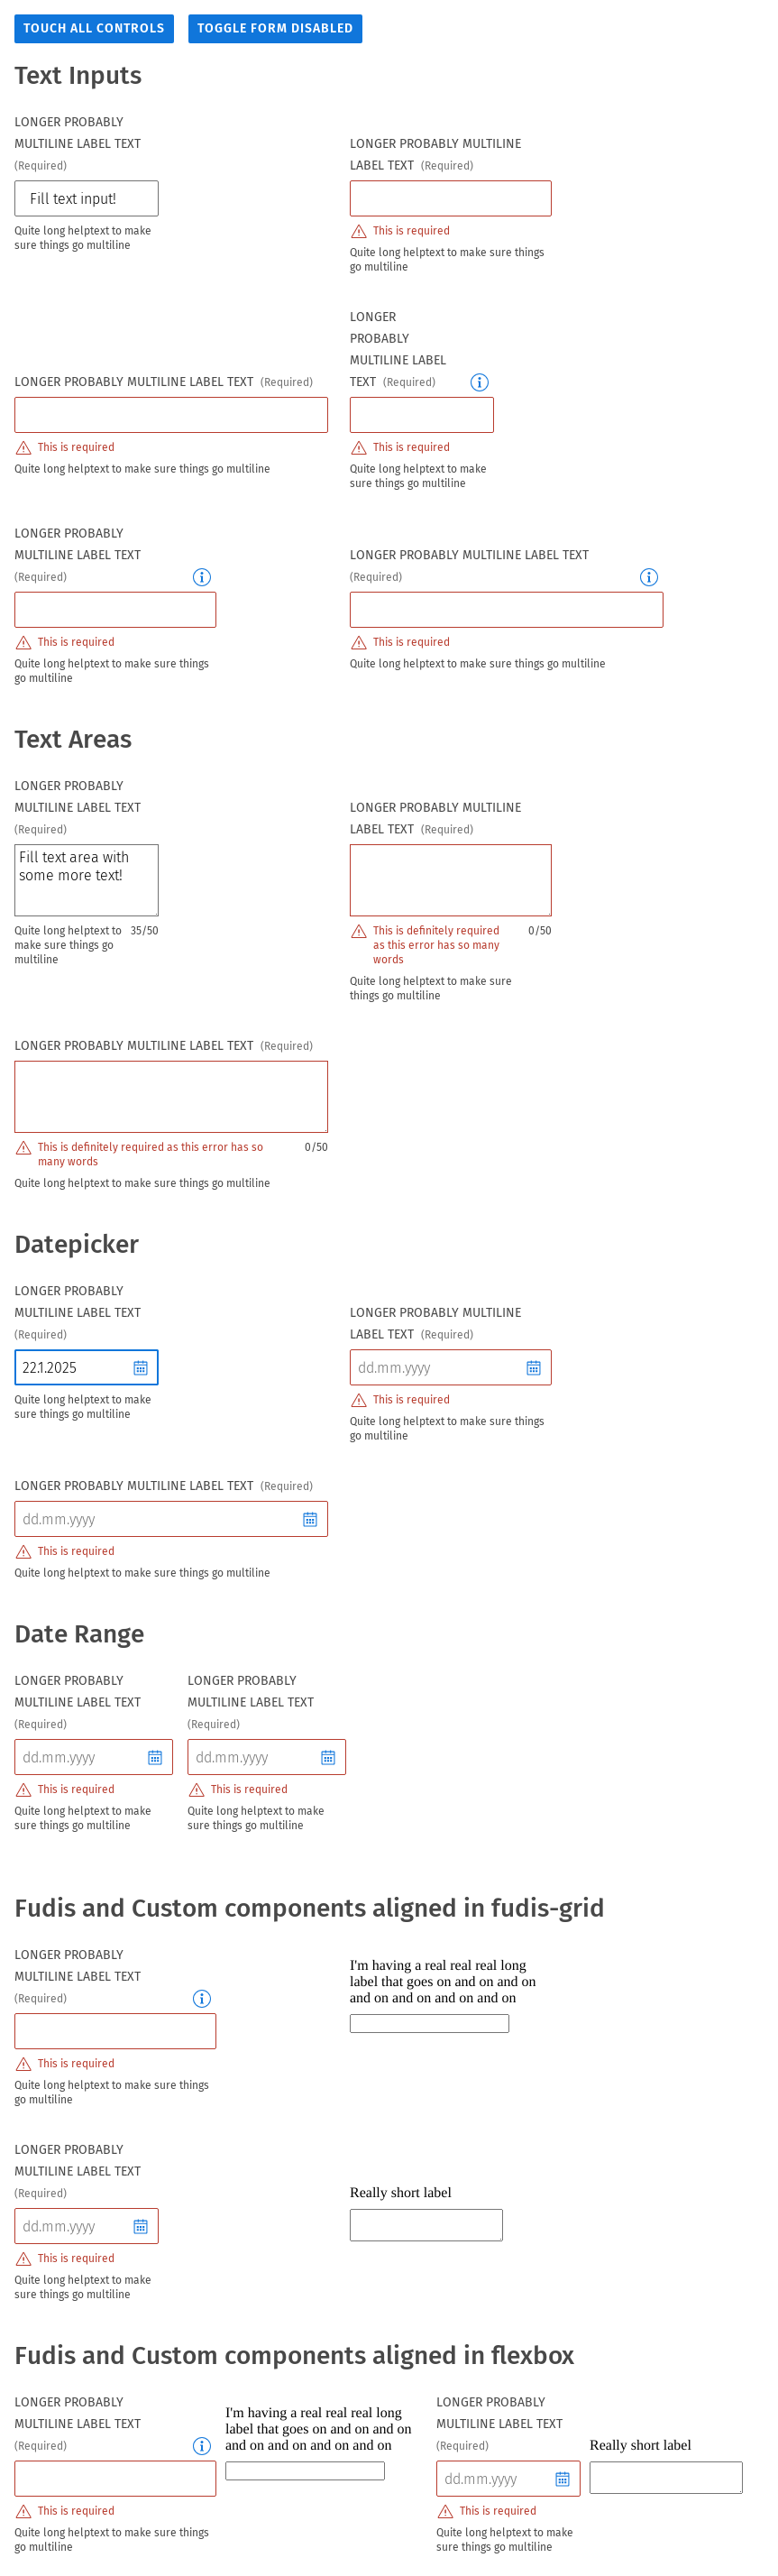 TOUCH ALL CONTROLS
TOGGLE FORM DISABLED
Text Inputs
LONGER PROBABLY
MULTILINE LABEL TEXT
(Required)
Fill text input!
Quite long helptext to make
sure things go multiline
LONGER PROBABLY MULTILINE
LABEL TEXT (Required)
This is required
Quite long helptext to make sure things
go multiline
LONGER PROBABLY MULTILINE LABEL TEXT (Required)
This is required
Quite long helptext to make sure things go multiline
LONGER
PROBABLY
MULTILINE LABEL
TEXT (Required)
This is required
Quite long helptext to make
sure things go multiline
LONGER PROBABLY
MULTILINE LABEL TEXT
(Required)
This is required
Quite long helptext to make sure things
go multiline
LONGER PROBABLY MULTILINE LABEL TEXT
(Required)
This is required
Quite long helptext to make sure things go multiline
Text Areas
LONGER PROBABLY
MULTILINE LABEL TEXT
(Required)
Fill text area with
some more text!
Quite long helptext to 35/50
make sure things go
multiline
LONGER PROBABLY MULTILINE
LABEL TEXT (Required)
This is definitely required 0/50
as this error has so many
words
Quite long helptext to make sure
things go multiline
LONGER PROBABLY MULTILINE LABEL TEXT (Required)
This is definitely required as this error has so 0/50
many words
Quite long helptext to make sure things go multiline
Datepicker
LONGER PROBABLY
MULTILINE LABEL TEXT
(Required)
22.1.2025
Quite long helptext to make
sure things go multiline
LONGER PROBABLY MULTILINE
LABEL TEXT (Required)
dd.mm.yyyy
This is required
Quite long helptext to make sure things
go multiline
LONGER PROBABLY MULTILINE LABEL TEXT (Required)
dd.mm.yyyy
This is required
Quite long helptext to make sure things go multiline
Date Range
LONGER PROBABLY
MULTILINE LABEL TEXT
(Required)
dd.mm.yyyy
This is required
Quite long helptext to make
sure things go multiline
LONGER PROBABLY
MULTILINE LABEL TEXT
(Required)
dd.mm.yyyy
This is required
Quite long helptext to make
sure things go multiline
Fudis and Custom components aligned in fudis-grid
LONGER PROBABLY
MULTILINE LABEL TEXT
(Required)
This is required
Quite long helptext to make sure things
go multiline
I'm having a real real real long
label that goes on and on and on
and on and on and on and on
LONGER PROBABLY
MULTILINE LABEL TEXT
(Required)
dd.mm.yyyy
This is required
Quite long helptext to make
sure things go multiline
Really short label
Fudis and Custom components aligned in flexbox
LONGER PROBABLY
MULTILINE LABEL TEXT
(Required)
This is required
Quite long helptext to make sure things
go multiline
I'm having a real real real long
label that goes on and on and on
and on and on and on and on
LONGER PROBABLY
MULTILINE LABEL TEXT
(Required)
dd.mm.yyyy
This is required
Quite long helptext to make
sure things go multiline
Really short label